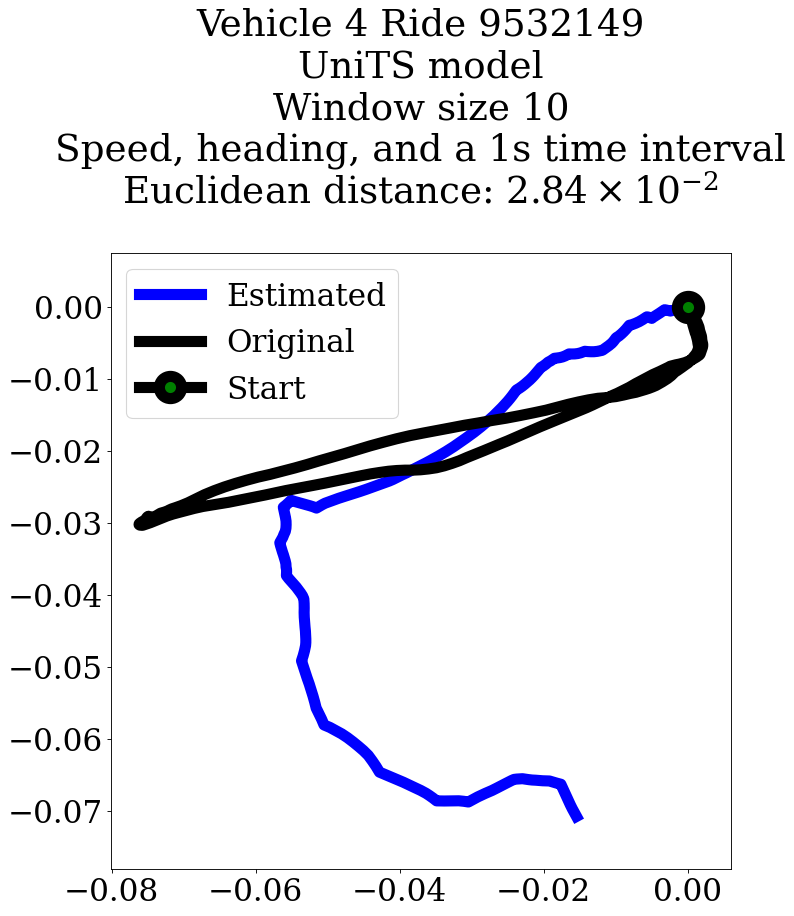 Vehicle 4 Ride 9532149
UniTS model
Window size 10
Speed, heading, and a 1s time interval
Euclidean distance: 2.84 × 10⁻²
Estimated
Original
Start
0.00
−0.01
−0.02
−0.03
−0.04
−0.05
−0.06
−0.07
−0.08 −0.06 −0.04 −0.02 0.00